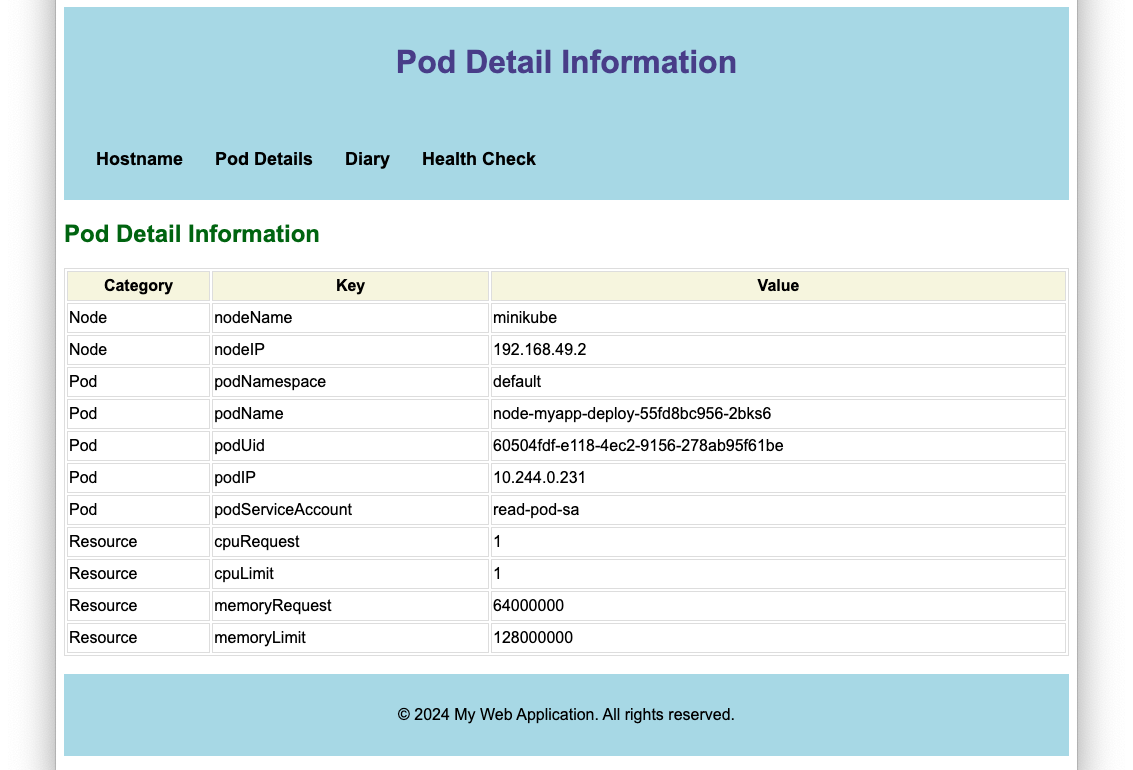 Pod Detail Information
Hostname Pod Details Diary Health Check
Pod Detail Information
Category Key Value
Node nodeName minikube
Node nodeIP 192.168.49.2
Pod podNamespace default
Pod podName node-myapp-deploy-55fd8bc956-2bks6
Pod podUid 60504fdf-e118-4ec2-9156-278ab95f61be
Pod podIP 10.244.0.231
Pod podServiceAccount read-pod-sa
Resource cpuRequest 1
Resource cpuLimit 1
Resource memoryRequest 64000000
Resource memoryLimit 128000000
© 2024 My Web Application. All rights reserved.